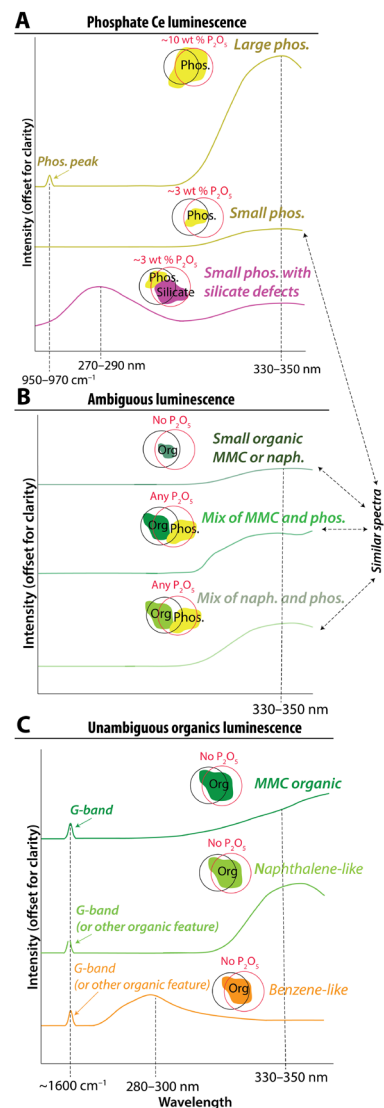 A
Phosphate Ce luminescence
~10 wt % P2O5
Large phos.
Phos.
Phos. peak
~3 wt % P2O5
Phos.
Small phos.
~3 wt % P2O5
Phos.
Silicate
Small phos. with
silicate defects
Intensity (offset for clarity)
270–290 nm
330–350 nm
950–970 cm−1
B
Ambiguous luminescence
No P2O5
Org
Small organic
MMC or naph.
Any P2O5
Org
Phos.
Mix of MMC and phos.
Any P2O5
Org
Phos.
Mix of naph. and phos.
Intensity (offset for clarity)
Similar spectra
330–350 nm
C
Unambiguous organics luminescence
No P2O5
Org
MMC organic
G-band
No P2O5
Org
Naphthalene-like
G-band
(or other organic feature)
No P2O5
Org
Benzene-like
G-band
(or other organic feature)
Intensity (offset for clarity)
~1600 cm−1
280–300 nm
330–350 nm
Wavelength